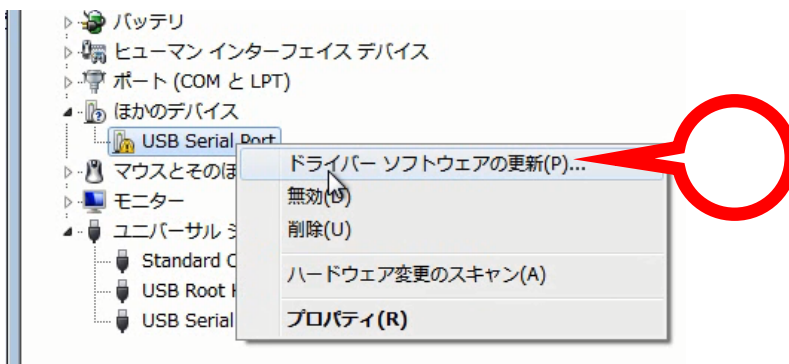 バッテリ
ヒューマン インターフェイス デバイス
ポート (COM と LPT)
ほかのデバイス
USB Serial Port
ドライバー ソフトウェアの更新(P)...
マウスとそのほ
無効(D)
モニター
削除(U)
ユニバーサル シ
Standard
ハードウェア変更のスキャン(A)
USB Root
USB Serial
プロパティ(R)